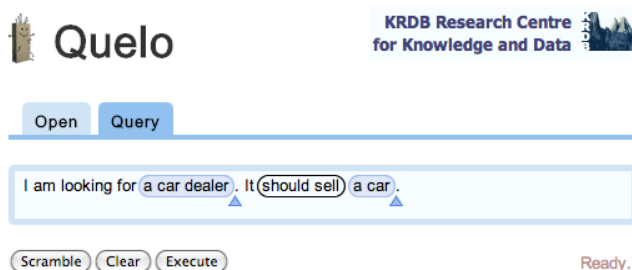 Quelo
KRDB Research Centre
for Knowledge and Data
KRDB
Open Query
I am looking for a car dealer. It should sell a car.
Scramble Clear Execute Ready.